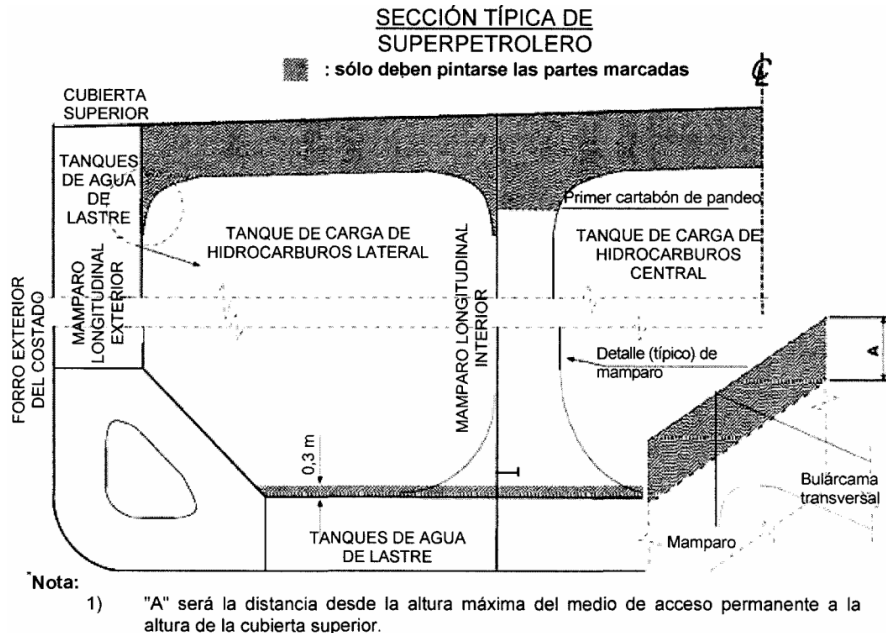 SECCIÓN TÍPICA DE
SUPERPETROLERO
: sólo deben pintarse las partes marcadas
CUBIERTA
SUPERIOR
TANQUES
DE AGUA
DE
LASTRE
Primer cartabón de pandeo
TANQUE DE CARGA DE
HIDROCARBUROS LATERAL
TANQUE DE CARGA DE
HIDROCARBUROS
CENTRAL
FORRO EXTERIOR
DEL COSTADO
MAMPARO
LONGITUDINAL
EXTERIOR
MAMPARO LONGITUDINAL
INTERIOR
Detalle (típico) de
mamparo
A
0,3 m
Bulárcama
transversal
Mamparo
TANQUES DE AGUA
DE LASTRE
*Nota:
1) "A" será la distancia desde la altura máxima del medio de acceso permanente a la
altura de la cubierta superior.